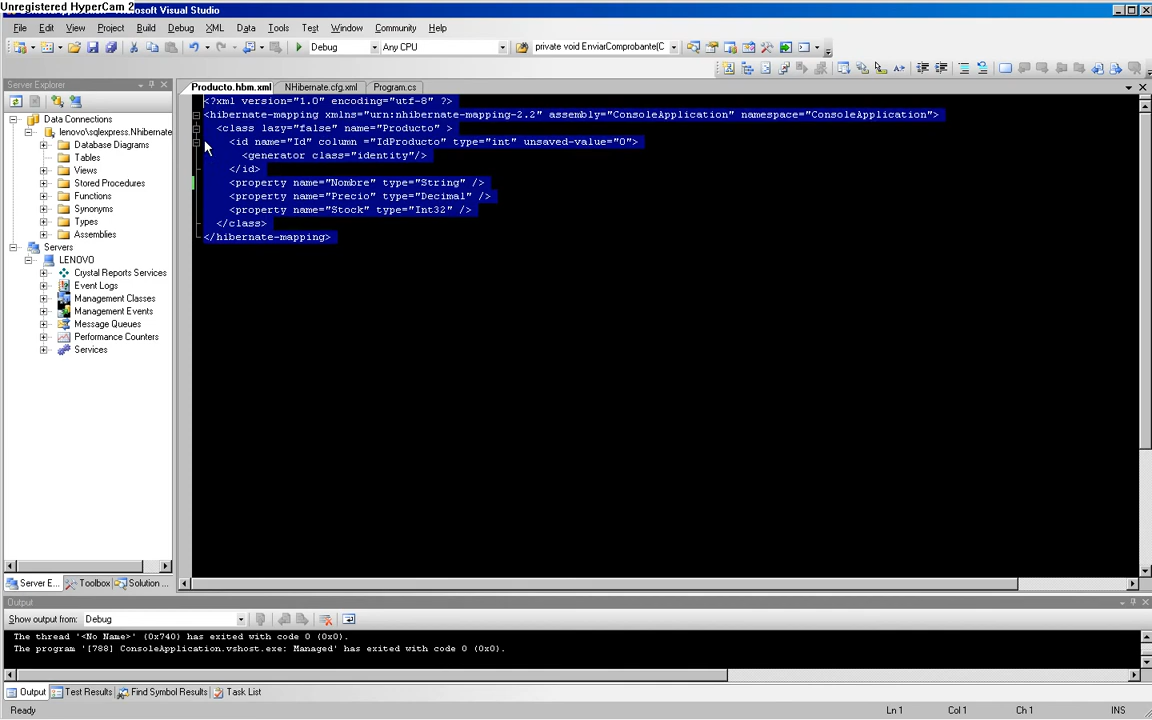 Unregistered HyperCam 2
Microsoft Visual Studio
File Edit View Project Build Debug XML Data Tools Test Window Community Help
Debug Any CPU private void EnviarComprobante(C
Server Explorer
Producto.hbm.xml NHibernate.cfg.xml Program.cs
Data Connections
lenovo\sqlexpress.Nhibernate
Database Diagrams
Tables
Views
Stored Procedures
Functions
Synonyms
Types
Assemblies
Servers
LENOVO
Crystal Reports Services
Event Logs
Management Classes
Management Events
Message Queues
Performance Counters
Services
<?xml version="1.0" encoding="utf-8" ?>
<hibernate-mapping xmlns="urn:nhibernate-mapping-2.2" assembly="ConsoleApplication" namespace="ConsoleApplication">
<class lazy="false" name="Producto" >
<id name="Id" column ="IdProducto" type="int" unsaved-value="0">
<generator class="identity"/>
</id>
<property name="Nombre" type="String" />
<property name="Precio" type="Decimal" />
<property name="Stock" type="Int32" />
</class>
</hibernate-mapping>
Server E... Toolbox Solution ...
Output
Show output from: Debug
The thread '<No Name>' (0x740) has exited with code 0 (0x0).
The program '[788] ConsoleApplication.vshost.exe: Managed' has exited with code 0 (0x0).
Output Test Results Find Symbol Results Task List
Ready Ln 1 Col 1 Ch 1 INS